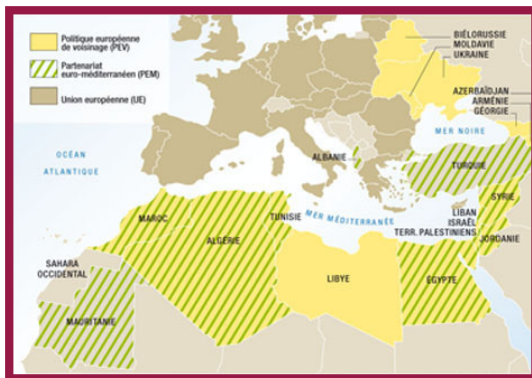 Politique européenne
de voisinage (PEV)
Partenariat
euro-méditerranéen (PEM)
Union européenne (UE)
BIÉLORUSSIE
MOLDAVIE
UKRAINE
AZERBAÏDJAN
ARMÉNIE
GÉORGIE
MER NOIRE
OCÉAN
ATLANTIQUE
ALBANIE
TURQUIE
MER MÉDITERRANÉE
SYRIE
MAROC
ALGÉRIE
TUNISIE
LIBAN
ISRAËL
TERR. PALESTINIENS
JORDANIE
SAHARA
OCCIDENTAL
LIBYE
ÉGYPTE
MAURITANIE